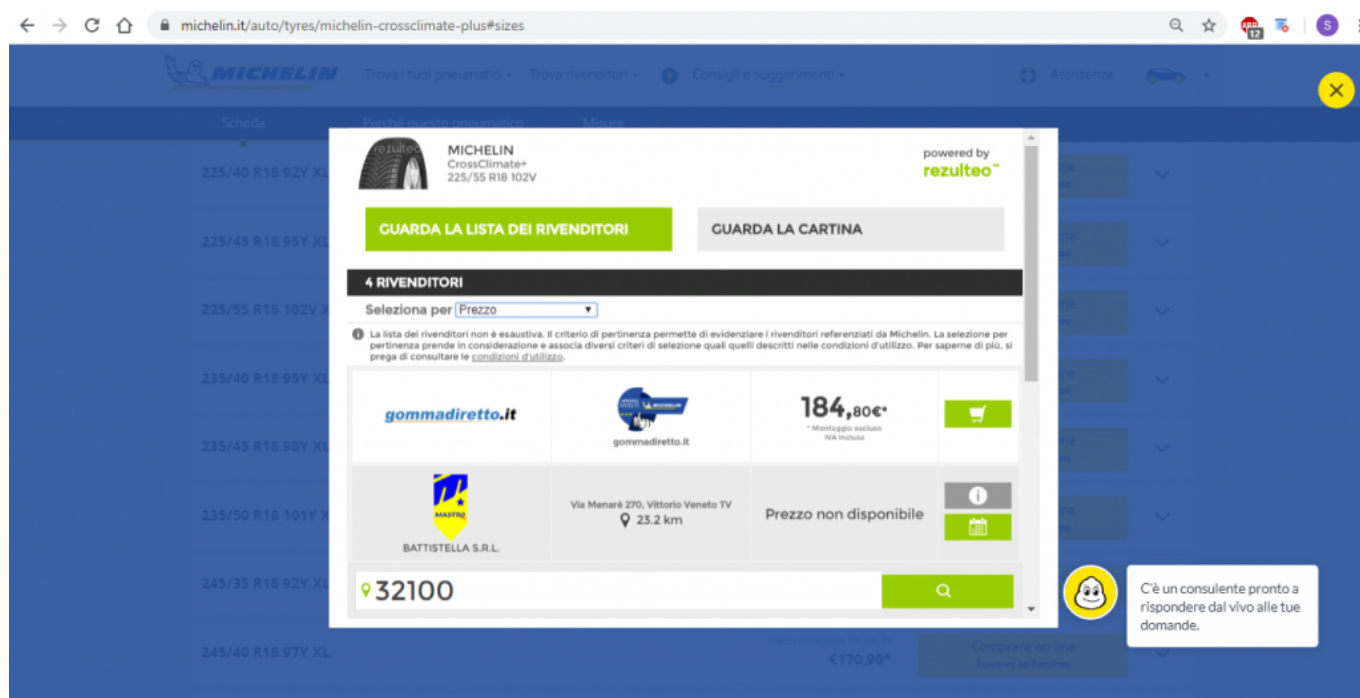 michelin.it/auto/tyres/michelin-crossclimate-plus#sizes
12
S
MICHELIN
Trova i tuoi pneumatici
Trova rivenditori
Consigli e suggerimenti
Assistenza
Scheda
Perché questo pneumatico
Misure
rezulteo
MICHELIN
CrossClimate+
225/55 R18 102V
powered by
rezulteo™
GUARDA LA LISTA DEI RIVENDITORI
GUARDA LA CARTINA
4 RIVENDITORI
Seleziona per Prezzo
La lista dei rivenditori non è esaustiva. Il criterio di pertinenza permette di evidenziare i rivenditori referenziati da Michelin. La selezione per
pertinenza prende in considerazione e associa diversi criteri di selezione quali quelli descritti nelle condizioni d'utilizzo. Per saperne di più, si
prega di consultare le condizioni d'utilizzo.
gommadiretto.it
MICHELIN
gommadiretto.it
184,80€*
* Montaggio escluso
IVA inclusa
MASTRO
BATTISTELLA S.R.L.
Via Menarè 270, Vittorio Veneto TV
23.2 km
Prezzo non disponibile
32100
225/40 R18 92Y XL
225/45 R18 95Y XL
225/55 R18 102V X
235/40 R18 95Y XL
235/45 R18 98Y XL
235/50 R18 101Y X
245/35 R18 92Y XL
245/40 R18 97Y XL
€170,90*
Comprare on line
Powered by Rezulteo
C'è un consulente pronto a
rispondere dal vivo alle tue
domande.